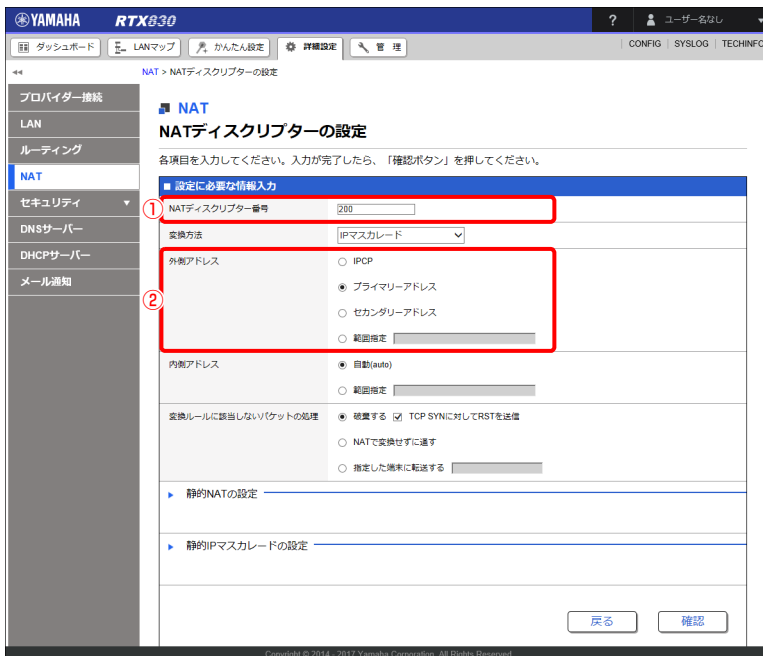 YAMAHA RTX830 ? ユーザー名なし
ダッシュボード LANマップ かんたん設定 詳細設定 管 理 CONFIG SYSLOG TECHINFO
NAT > NATディスクリプターの設定
プロバイダー接続
LAN
ルーティング
NAT
セキュリティ
DNSサーバー
DHCPサーバー
メール通知
NAT
NATディスクリプターの設定
各項目を入力してください。入力が完了したら、「確認ボタン」を押してください。
■ 設定に必要な情報入力
① NATディスクリプター番号 200
変換方法 IPマスカレード
外側アドレス IPCP
プライマリーアドレス
② セカンダリーアドレス
範囲指定
内側アドレス 自動(auto)
範囲指定
変換ルールに該当しないパケットの処理 破棄する TCP SYNに対してRSTを送信
NATで変換せずに通す
指定した端末に転送する
静的NATの設定
静的IPマスカレードの設定
戻る 確認
Copyright © 2014 - 2017 Yamaha Corporation. All Rights Reserved.